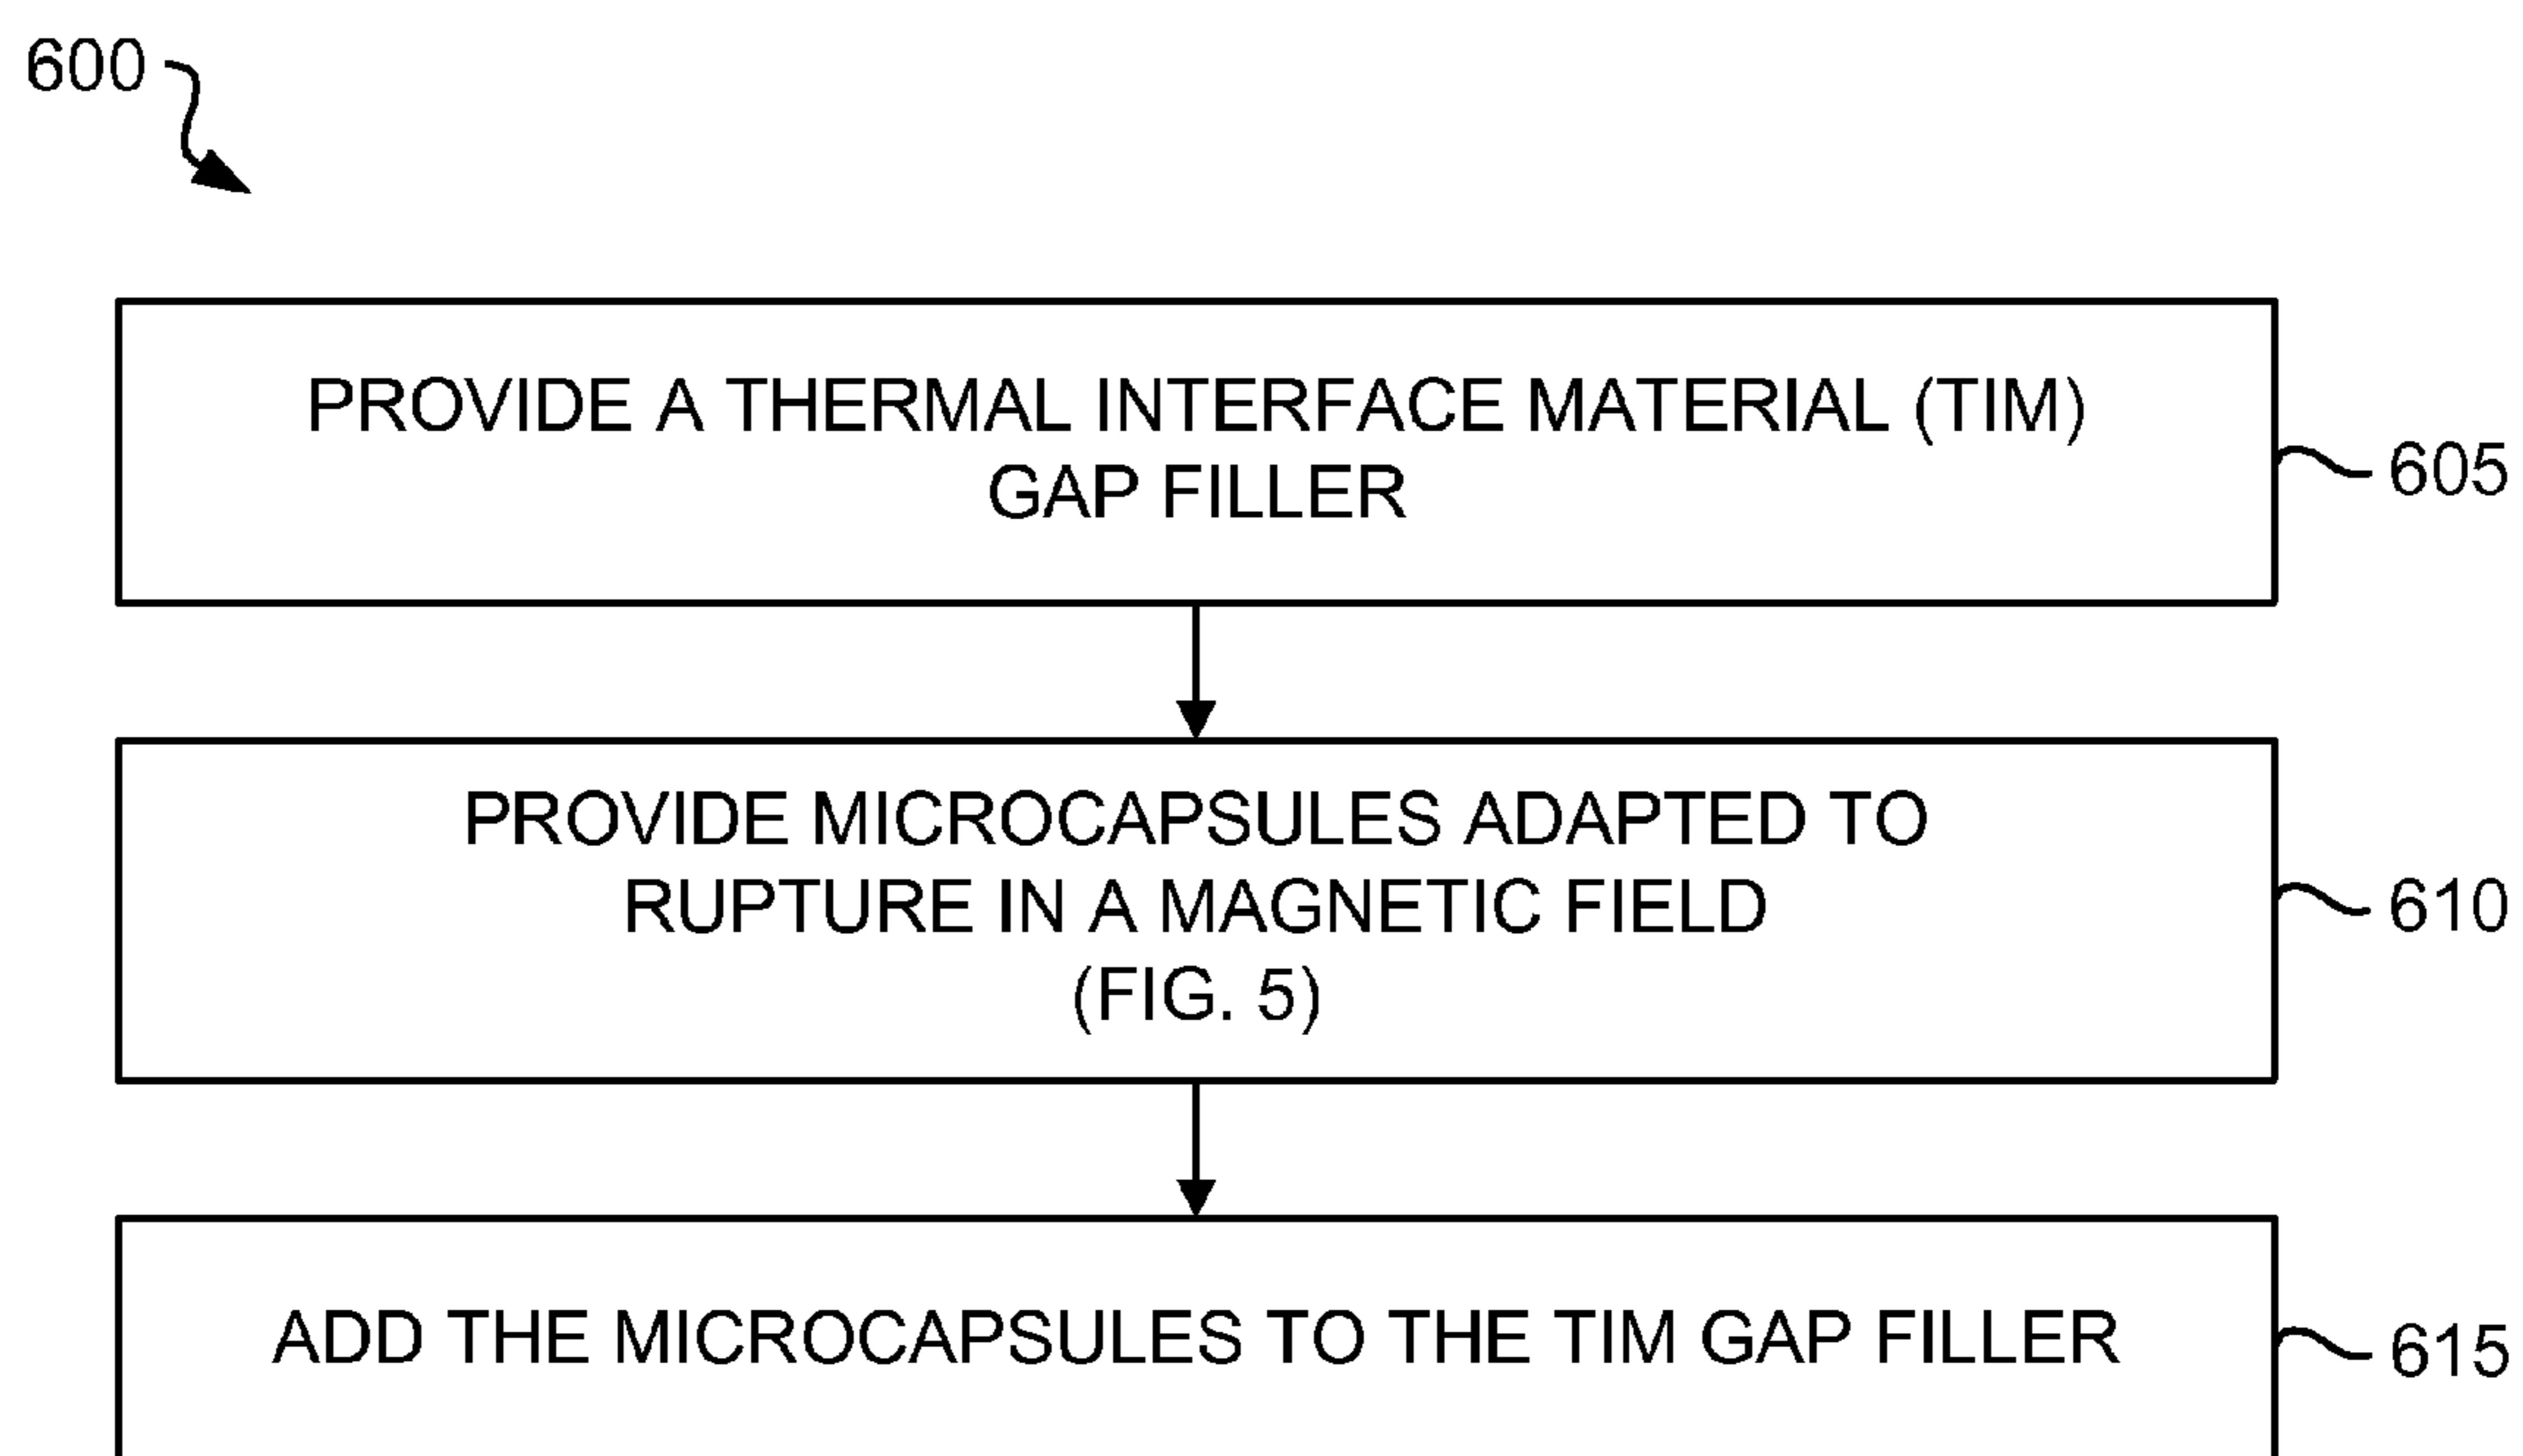 600
PROVIDE A THERMAL INTERFACE MATERIAL (TIM)
GAP FILLER
605
PROVIDE MICROCAPSULES ADAPTED TO
RUPTURE IN A MAGNETIC FIELD
(FIG. 5)
610
ADD THE MICROCAPSULES TO THE TIM GAP FILLER
615